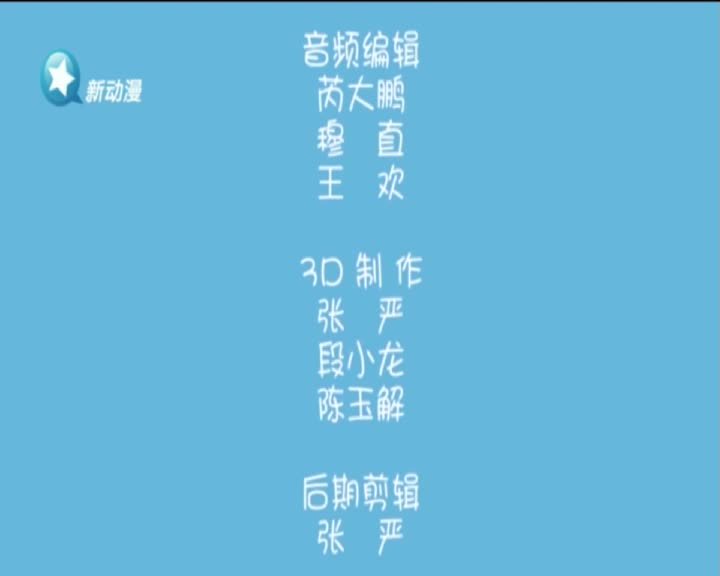 音频编辑
新动漫
芮大鹏
穆 直
王 欢
3D 制 作
张 严
段小龙
陈玉解
后期剪辑
张 严